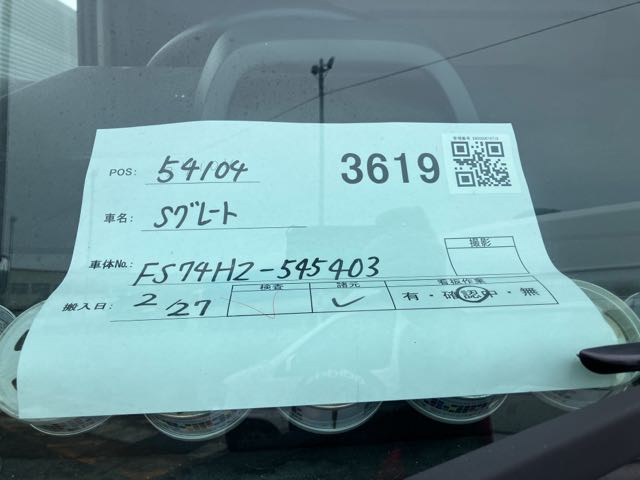 POS: 54104
3619
車名: Sグレート
車体No.: FS74HZ-545403
撮影
搬入日: 2/27
検査
諸元 ✓
看板作業
有・確認中・無